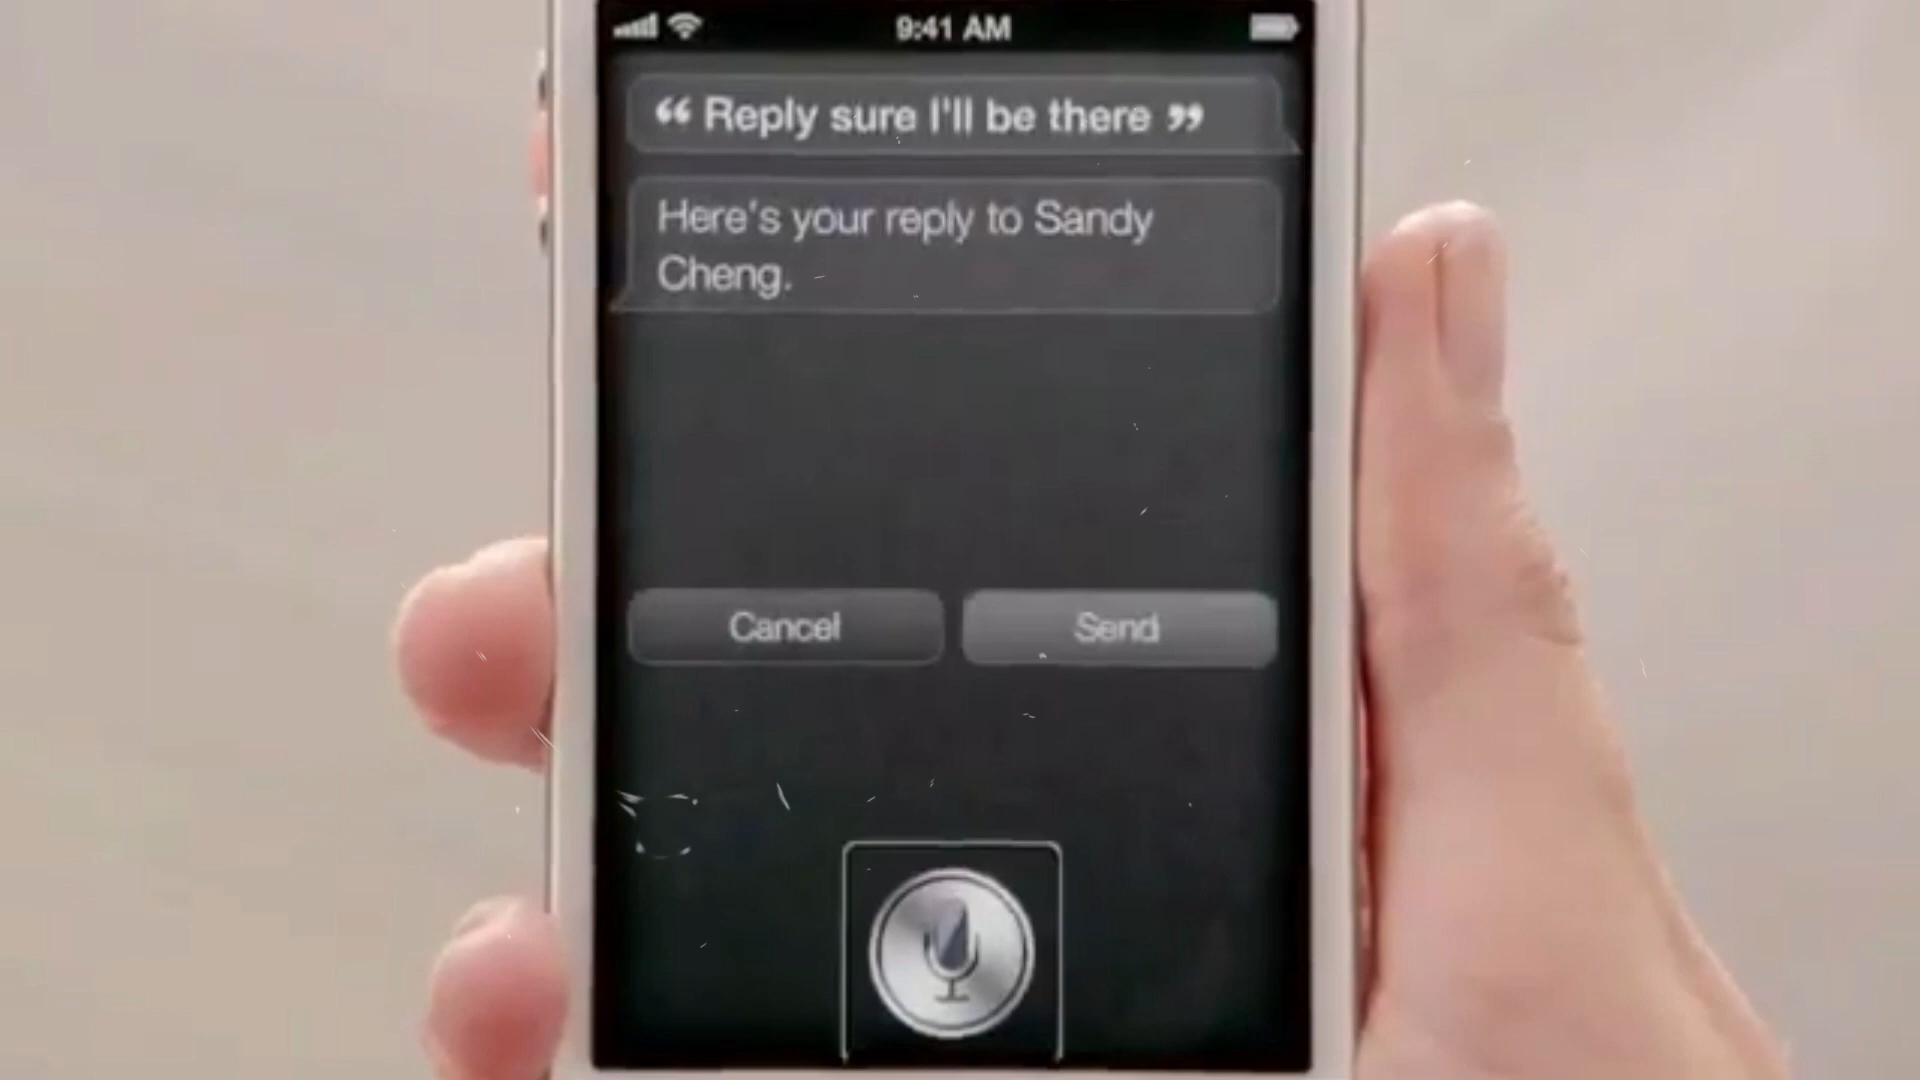 9:41 AM
“ Reply sure I'll be there ”
Here's your reply to Sandy
Cheng.
Cancel
Send